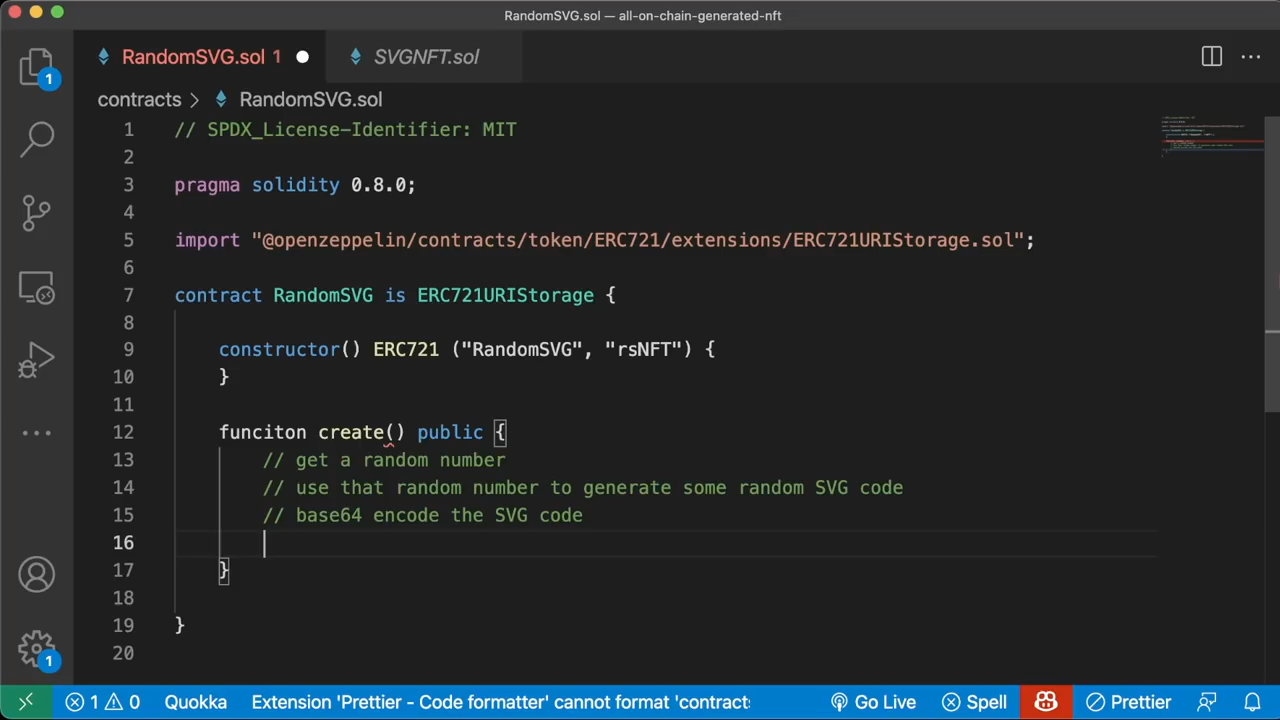 RandomSVG.sol — all-on-chain-generated-nft
RandomSVG.sol 1 SVGNFT.sol
contracts > RandomSVG.sol
1 // SPDX_License-Identifier: MIT
2
3 pragma solidity 0.8.0;
4
5 import "@openzeppelin/contracts/token/ERC721/extensions/ERC721URIStorage.sol";
6
7 contract RandomSVG is ERC721URIStorage {
8
9 constructor() ERC721 ("RandomSVG", "rsNFT") {
10 }
11
12 funciton create() public {
13 // get a random number
14 // use that random number to generate some random SVG code
15 // base64 encode the SVG code
16
17 }
18
19 }
20
1
1
1 0 Quokka Extension 'Prettier - Code formatter' cannot format 'contracts Go Live Spell Prettier